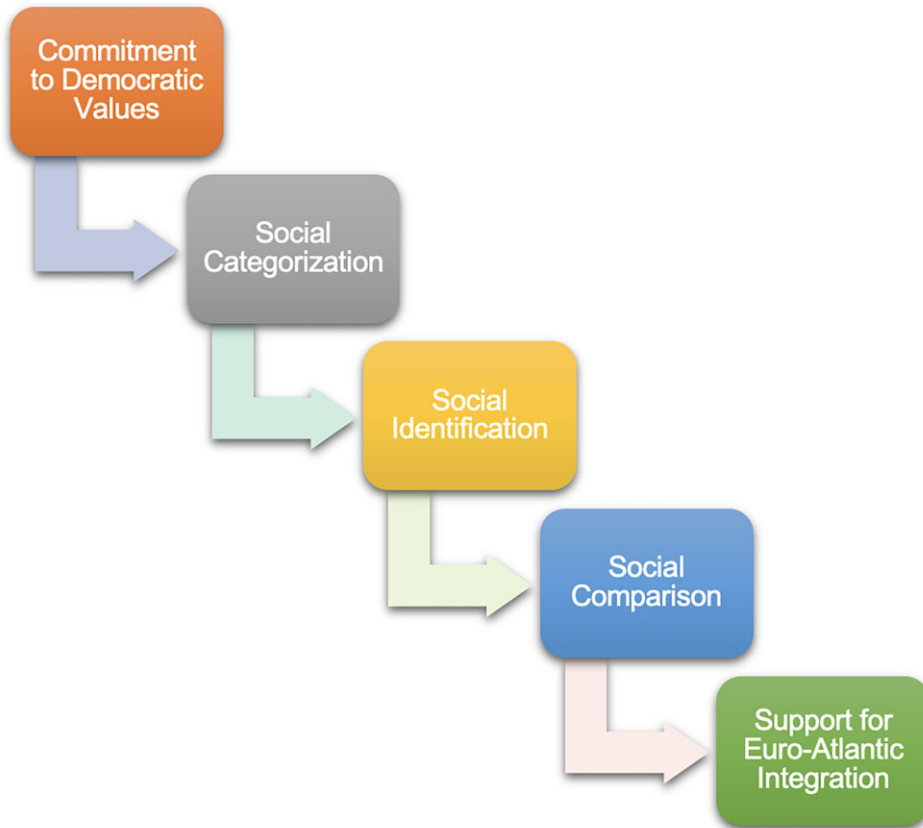 Commitment
to Democratic
Values
Social
Categorization
Social
Identification
Social
Comparison
Support for
Euro-Atlantic
Integration